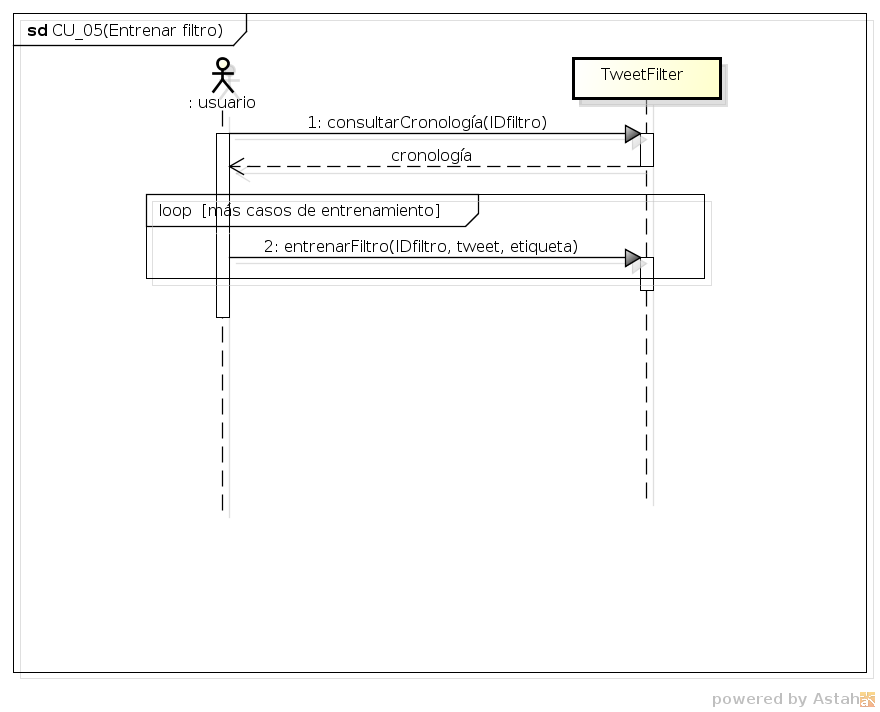 sd CU_05(Entrenar filtro)
: usuario
TweetFilter
1: consultarCronología(IDfiltro)
cronología
loop [más casos de entrenamiento]
2: entrenarFiltro(IDfiltro, tweet, etiqueta)
powered by Astah